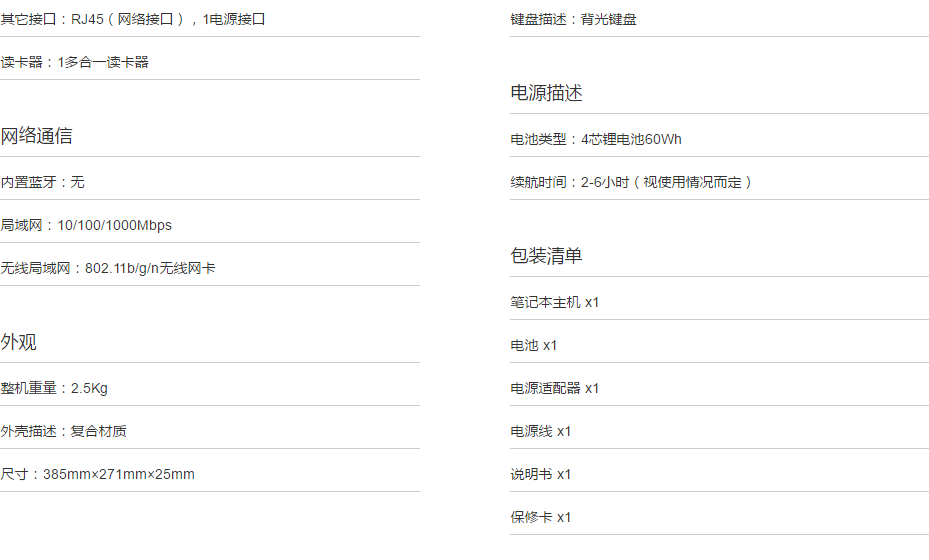 其它接口：RJ45（网络接口），1电源接口
读卡器：1多合一读卡器
网络通信
内置蓝牙：无
局域网：10/100/1000Mbps
无线局域网：802.11b/g/n无线网卡
外观
整机重量：2.5Kg
外壳描述：复合材质
尺寸：385mm×271mm×25mm
键盘描述：背光键盘
电源描述
电池类型：4芯锂电池60Wh
续航时间：2-6小时（视使用情况而定）
包装清单
笔记本主机 x1
电池 x1
电源适配器 x1
电源线 x1
说明书 x1
保修卡 x1